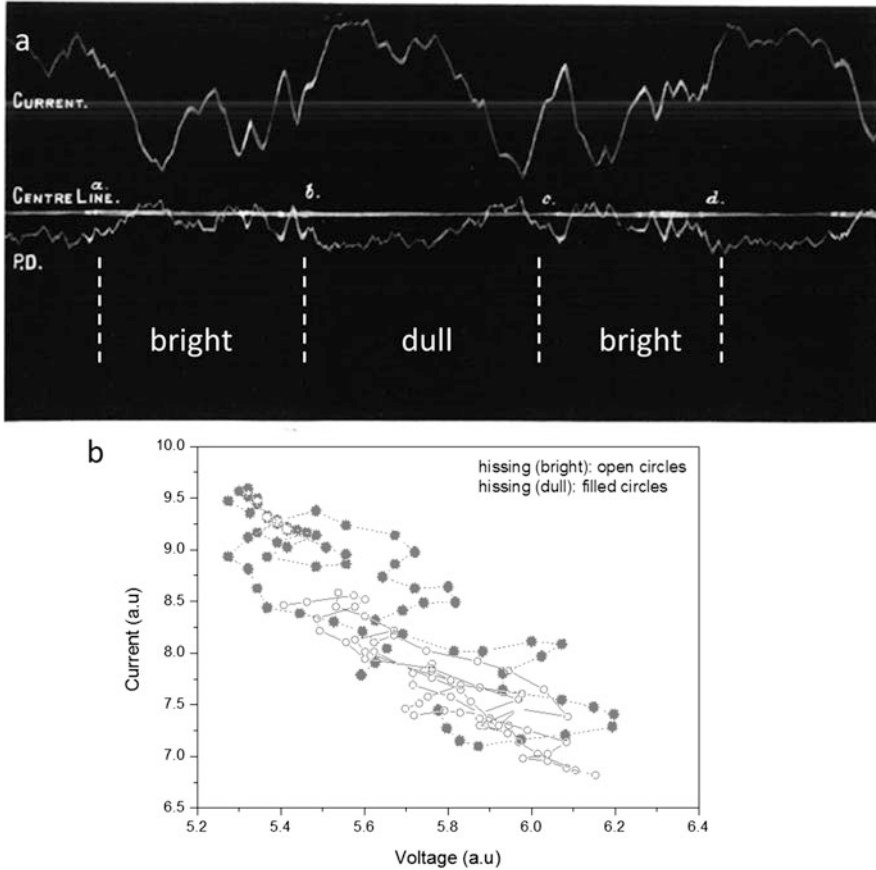 a
CURRENT.
CENTRE LINE.
a.
b.
c.
d.
P.D.
bright
dull
bright
b
hissing (bright): open circles
hissing (dull): filled circles
10.0
9.5
9.0
8.5
8.0
7.5
7.0
6.5
Current (a.u)
5.2 5.4 5.6 5.8 6.0 6.2 6.4
Voltage (a.u)